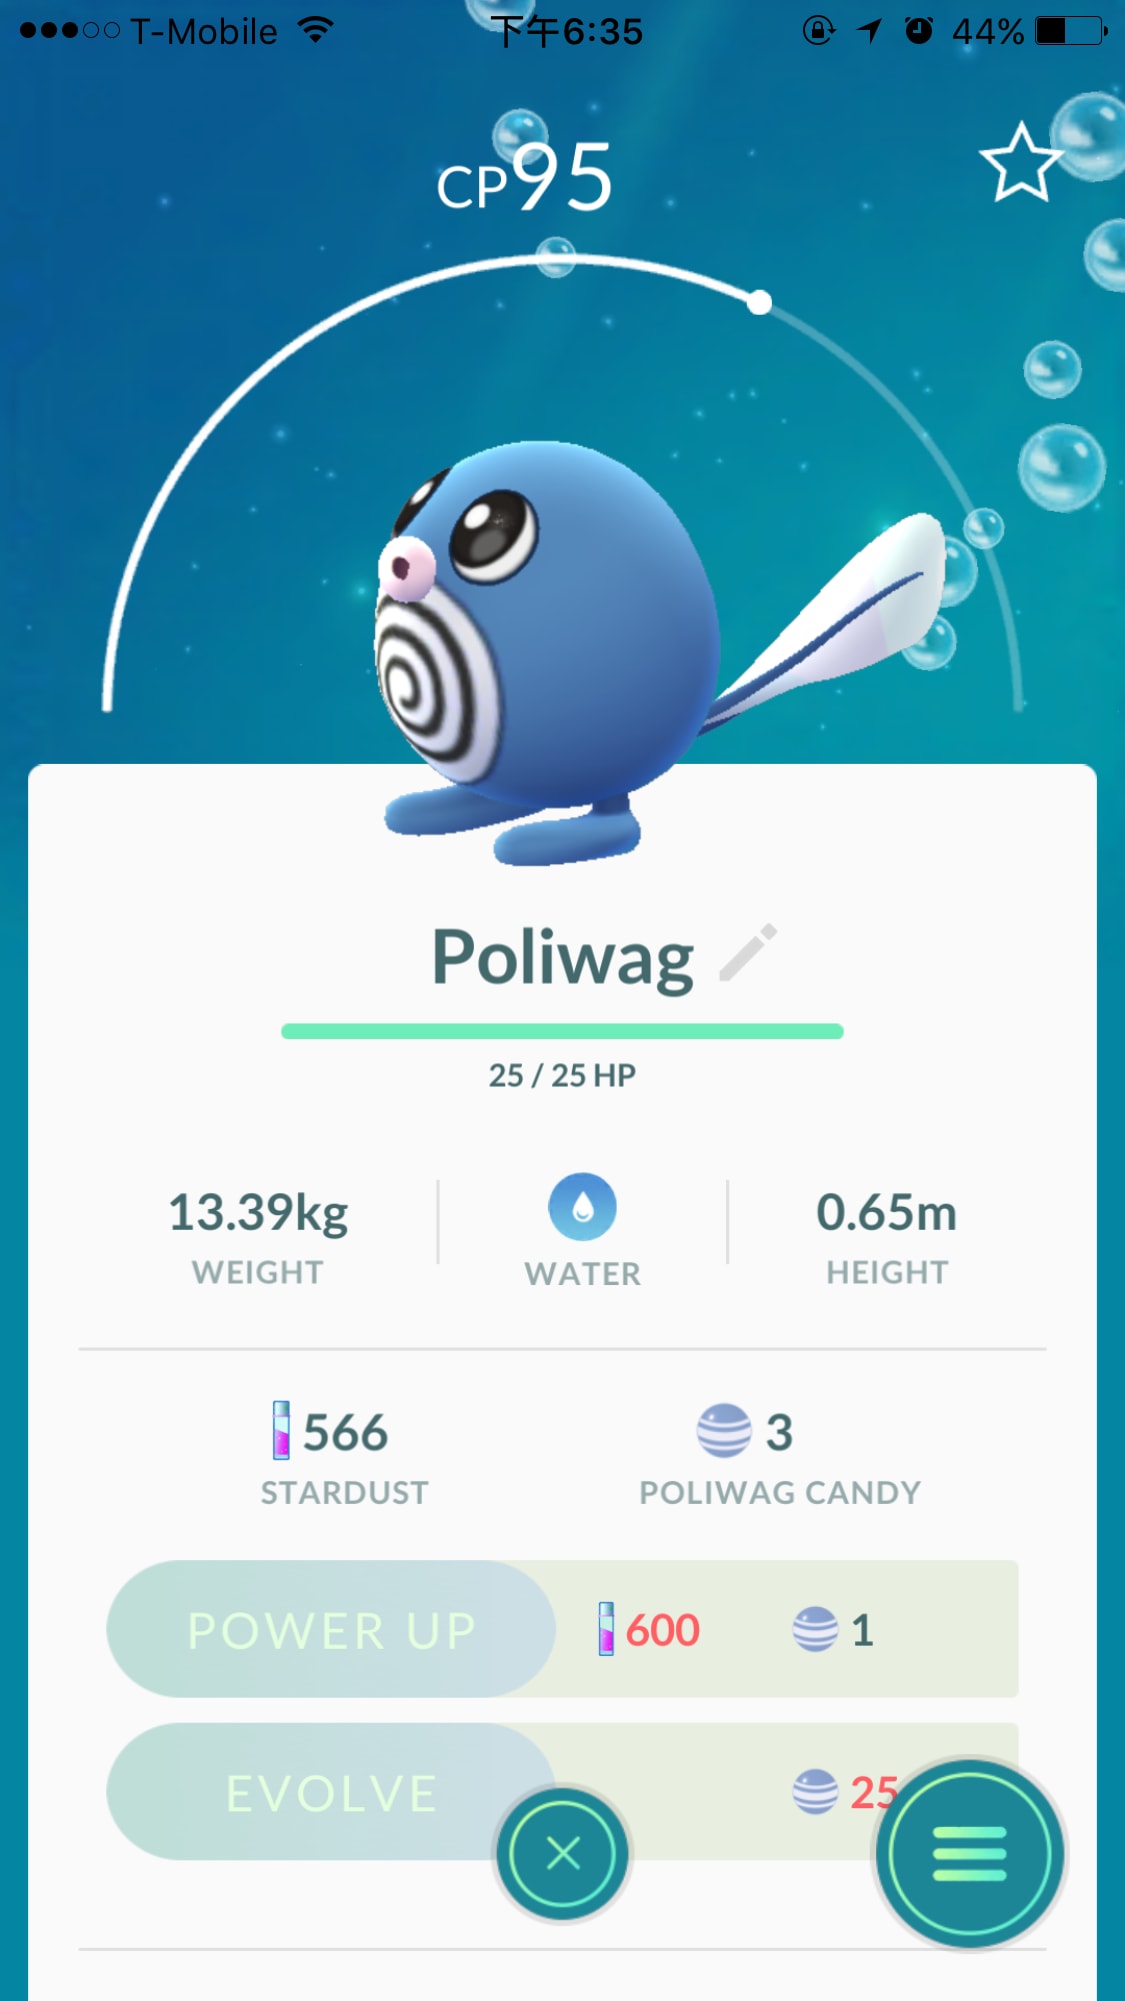 T-Mobile 下午6:35 44%
CP95
Poliwag
25 / 25 HP
13.39kg
WEIGHT
WATER
0.65m
HEIGHT
566
STARDUST
3
POLIWAG CANDY
POWER UP 600 1
EVOLVE 25